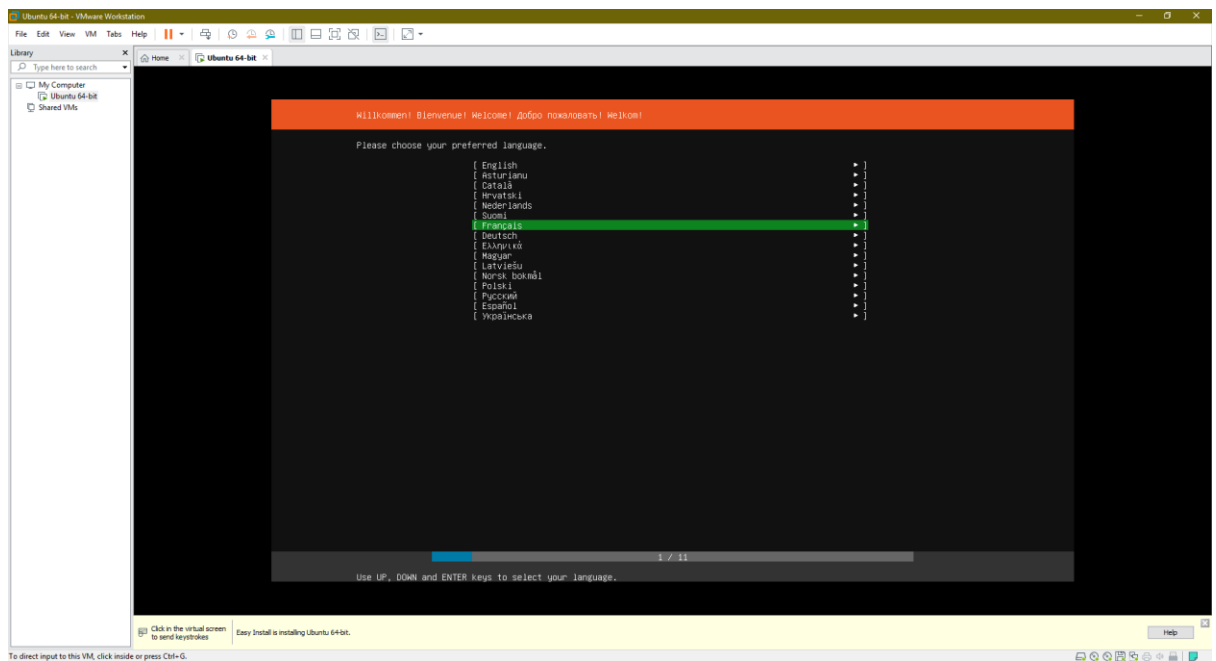 Ubuntu 64-bit - VMware Workstation
File Edit View VM Tabs Help
Library
Type here to search
My Computer
Ubuntu 64-bit
Shared VMs
Home
Ubuntu 64-bit
Willkommen! Bienvenue! Welcome! Добро пожаловать! Welkom!
Please choose your preferred language.
[ English ► ]
[ Asturianu ► ]
[ Català ► ]
[ Hrvatski ► ]
[ Nederlands ► ]
[ Suomi ► ]
[ Français ► ]
[ Deutsch ► ]
[ Ελληνικά ► ]
[ Magyar ► ]
[ Latviešu ► ]
[ Norsk bokmål ► ]
[ Polski ► ]
[ Русский ► ]
[ Español ► ]
[ Українська ► ]
1 / 11
Use UP, DOWN and ENTER keys to select your language.
Click in the virtual screen
to send keystrokes
Easy Install is installing Ubuntu 64-bit.
Help
To direct input to this VM, click inside or press Ctrl+G.